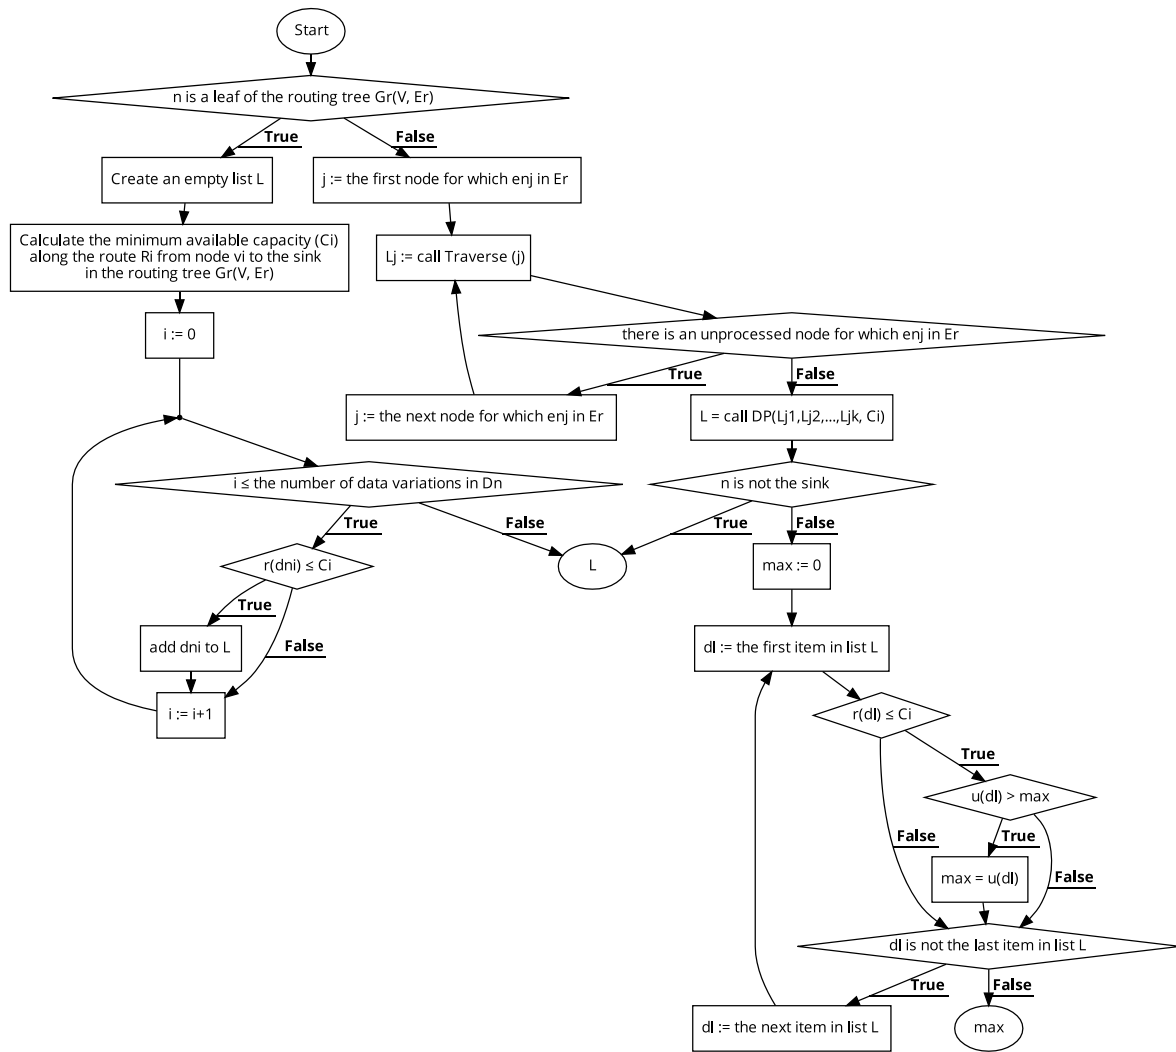 Start
n is a leaf of the routing tree Gr(V, Er)
True
False
Create an empty list L
j := the first node for which enj in Er
Calculate the minimum available capacity (Ci)
along the route Ri from node vi to the sink
in the routing tree Gr(V, Er)
Lj := call Traverse (j)
i := 0
there is an unprocessed node for which enj in Er
True
False
j := the next node for which enj in Er
L = call DP(Lj1,Lj2,...,Ljk, Ci)
i ≤ the number of data variations in Dn
n is not the sink
True
False
True
False
r(dni) ≤ Ci
L
max := 0
True
False
add dni to L
dl := the first item in list L
i := i+1
r(dl) ≤ Ci
True
False
u(dl) > max
True
False
max = u(dl)
dl is not the last item in list L
True
False
dl := the next item in list L
max